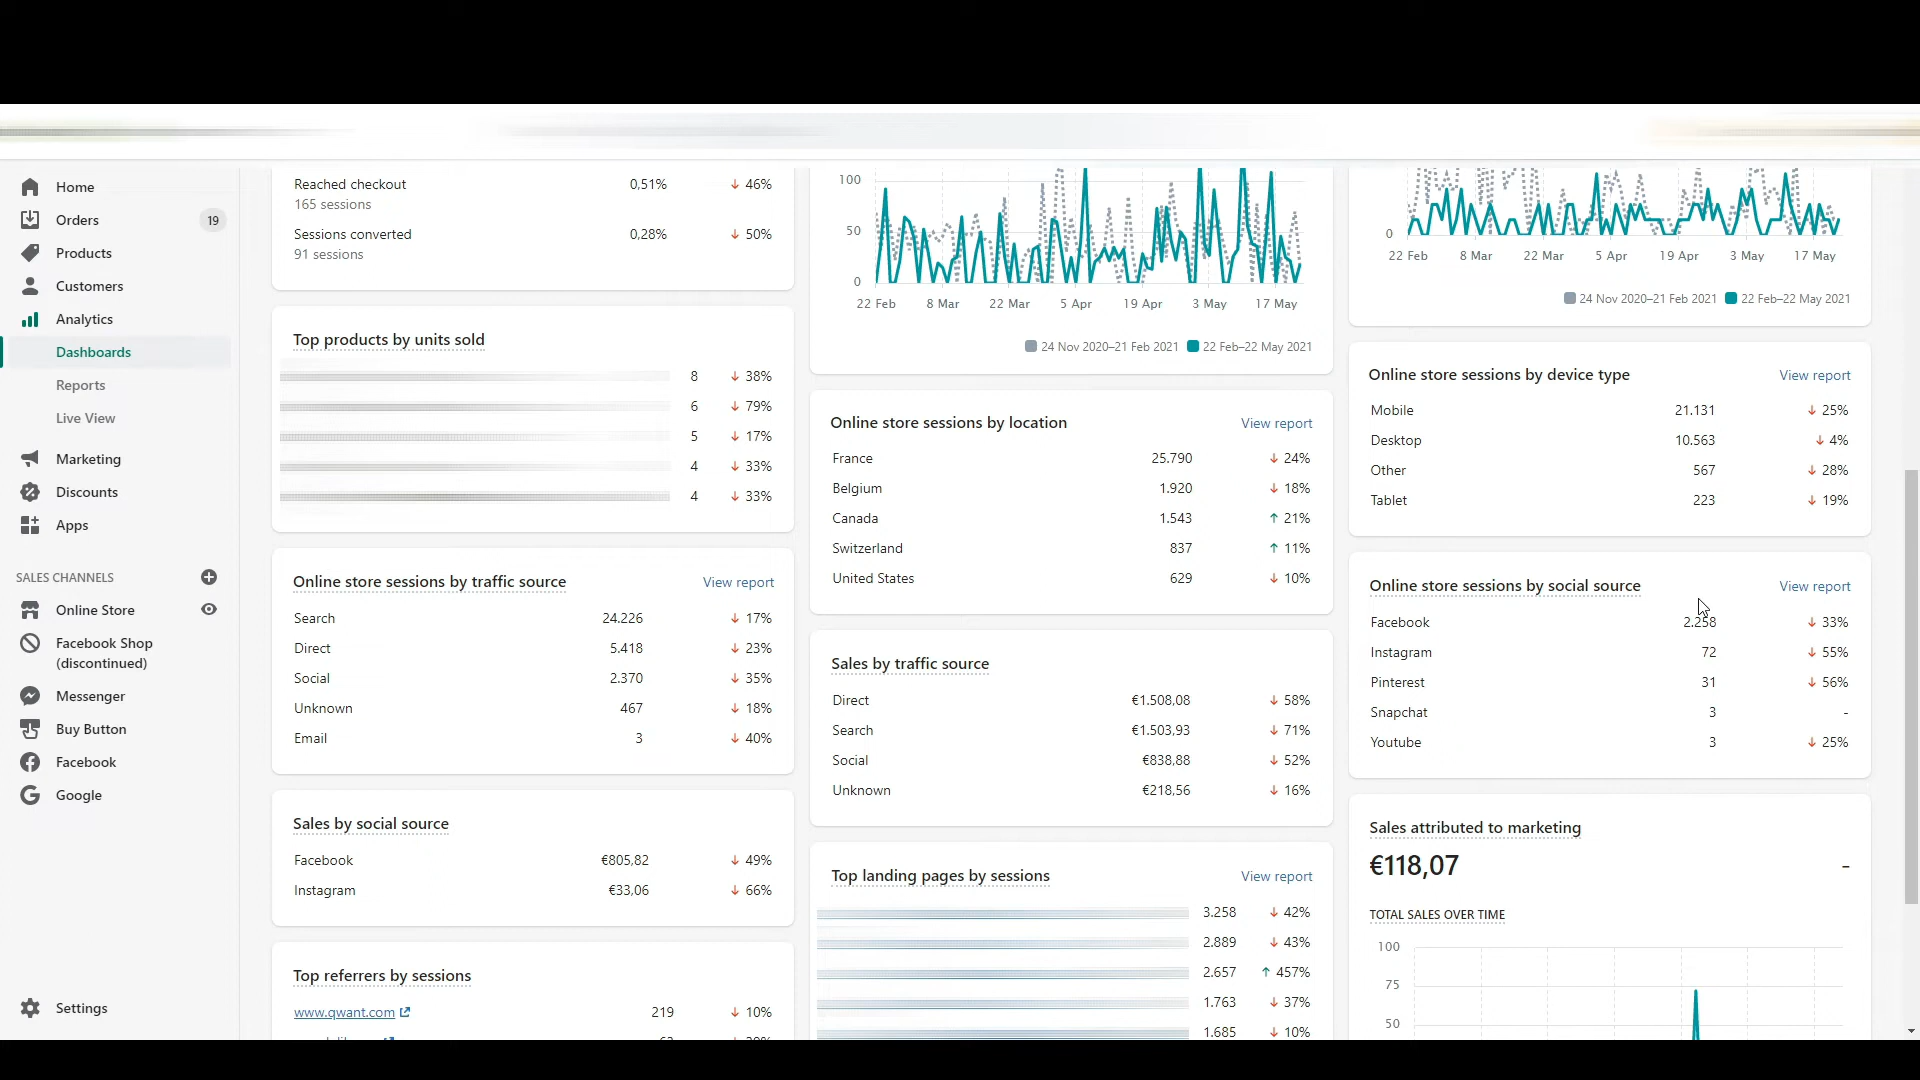 Home
Orders 19
Products
Customers
Analytics
Dashboards
Reports
Live View
Marketing
Discounts
Apps
SALES CHANNELS
Online Store
Facebook Shop
(discontinued)
Messenger
Buy Button
Facebook
Google
Settings
Reached checkout 0,51% ↓ 46%
165 sessions
Sessions converted 0,28% ↓ 50%
91 sessions
Top products by units sold
8 ↓ 38%
6 ↓ 79%
5 ↓ 17%
4 ↓ 33%
4 ↓ 33%
Online store sessions by traffic source View report
Search 24.226 ↓ 17%
Direct 5.418 ↓ 23%
Social 2.370 ↓ 35%
Unknown 467 ↓ 18%
Email 3 ↓ 40%
Sales by social source
Facebook €805,82 ↓ 49%
Instagram €33,06 ↓ 66%
Top referrers by sessions
www.qwant.com 219 ↓ 10%
100
50
0
22 Feb 8 Mar 22 Mar 5 Apr 19 Apr 3 May 17 May
24 Nov 2020–21 Feb 2021 22 Feb–22 May 2021
Online store sessions by location View report
France 25.790 ↓ 24%
Belgium 1.920 ↓ 18%
Canada 1.543 ↑ 21%
Switzerland 837 ↑ 11%
United States 629 ↓ 10%
Sales by traffic source
Direct €1.508,08 ↓ 58%
Search €1.503,93 ↓ 71%
Social €838,88 ↓ 52%
Unknown €218,56 ↓ 16%
Top landing pages by sessions View report
3.258 ↓ 42%
2.889 ↓ 43%
2.657 ↑ 457%
1.763 ↓ 37%
1.685 ↓ 10%
0
22 Feb 8 Mar 22 Mar 5 Apr 19 Apr 3 May 17 May
24 Nov 2020–21 Feb 2021 22 Feb–22 May 2021
Online store sessions by device type View report
Mobile 21.131 ↓ 25%
Desktop 10.563 ↓ 4%
Other 567 ↓ 28%
Tablet 223 ↓ 19%
Online store sessions by social source View report
Facebook 2.258 ↓ 33%
Instagram 72 ↓ 55%
Pinterest 31 ↓ 56%
Snapchat 3 -
Youtube 3 ↓ 25%
Sales attributed to marketing
€118,07 -
TOTAL SALES OVER TIME
100
75
50